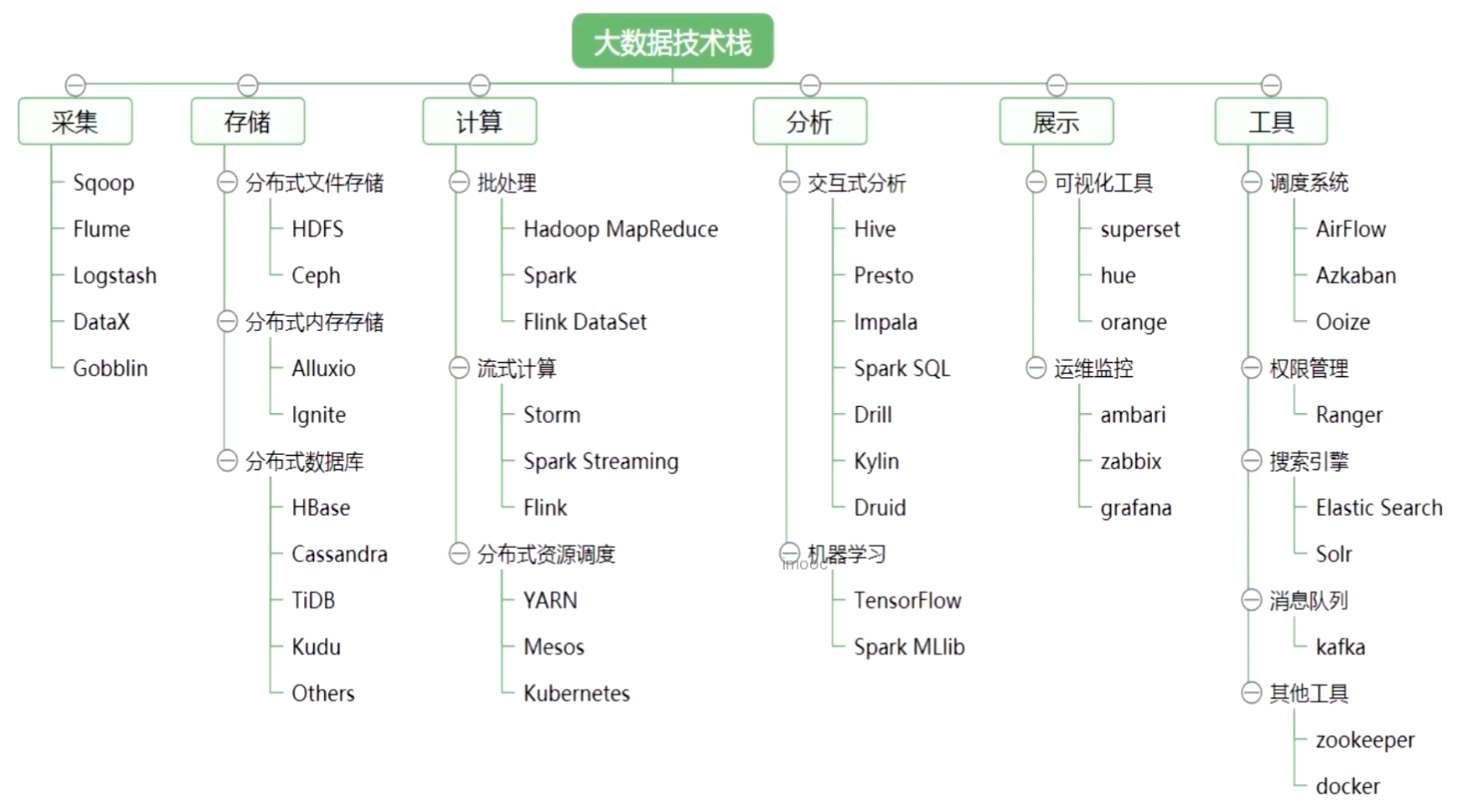 大数据技术栈
采集
Sqoop
Flume
Logstash
DataX
Gobblin
存储
分布式文件存储
HDFS
Ceph
分布式内存存储
Alluxio
Ignite
分布式数据库
HBase
Cassandra
TiDB
Kudu
Others
计算
批处理
Hadoop MapReduce
Spark
Flink DataSet
流式计算
Storm
Spark Streaming
Flink
分布式资源调度
YARN
Mesos
Kubernetes
分析
交互式分析
Hive
Presto
Impala
Spark SQL
Drill
Kylin
Druid
机器学习
imooc
TensorFlow
Spark MLlib
展示
可视化工具
superset
hue
orange
运维监控
ambari
zabbix
grafana
工具
调度系统
AirFlow
Azkaban
Ooize
权限管理
Ranger
搜索引擎
Elastic Search
Solr
消息队列
kafka
其他工具
zookeeper
docker